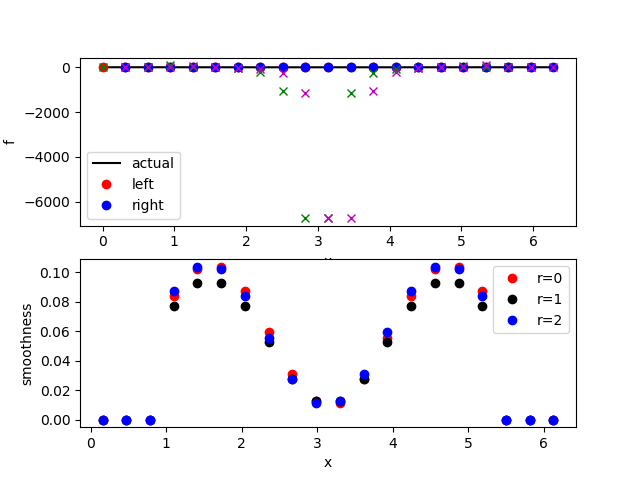 0
−2000
−4000
−6000
f
actual
left
right
0 1 2 3 4 5 6
0.10
0.08
0.06
0.04
0.02
0.00
smoothness
r=0
r=1
r=2
0 1 2 3 4 5 6
x